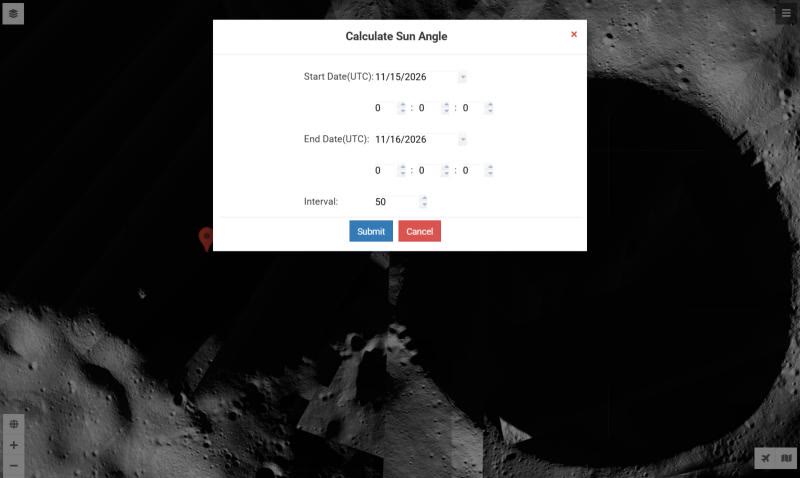 Calculate Sun Angle
×
Start Date(UTC): 11/15/2026
0 : 0 : 0
End Date(UTC): 11/16/2026
0 : 0 : 0
Interval: 50
Submit Cancel
+
−